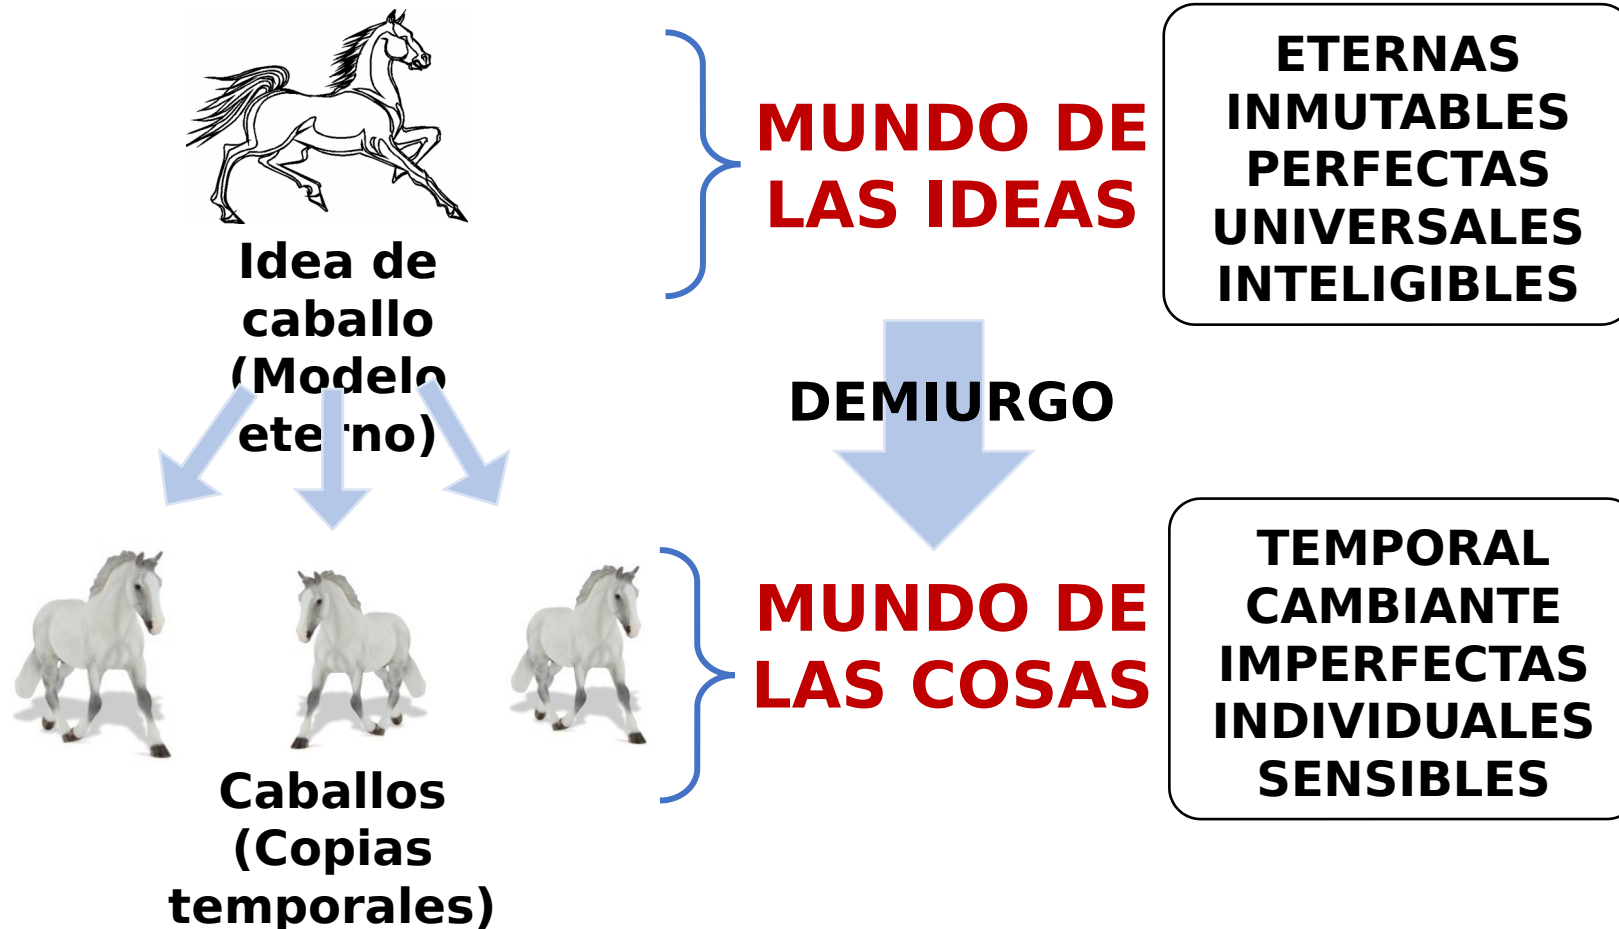 Idea de
caballo
(Modelo
eterno)
MUNDO DE
LAS IDEAS
ETERNAS
INMUTABLES
PERFECTAS
UNIVERSALES
INTELIGIBLES
DEMIURGO
Caballos
(Copias
temporales)
MUNDO DE
LAS COSAS
TEMPORAL
CAMBIANTE
IMPERFECTAS
INDIVIDUALES
SENSIBLES